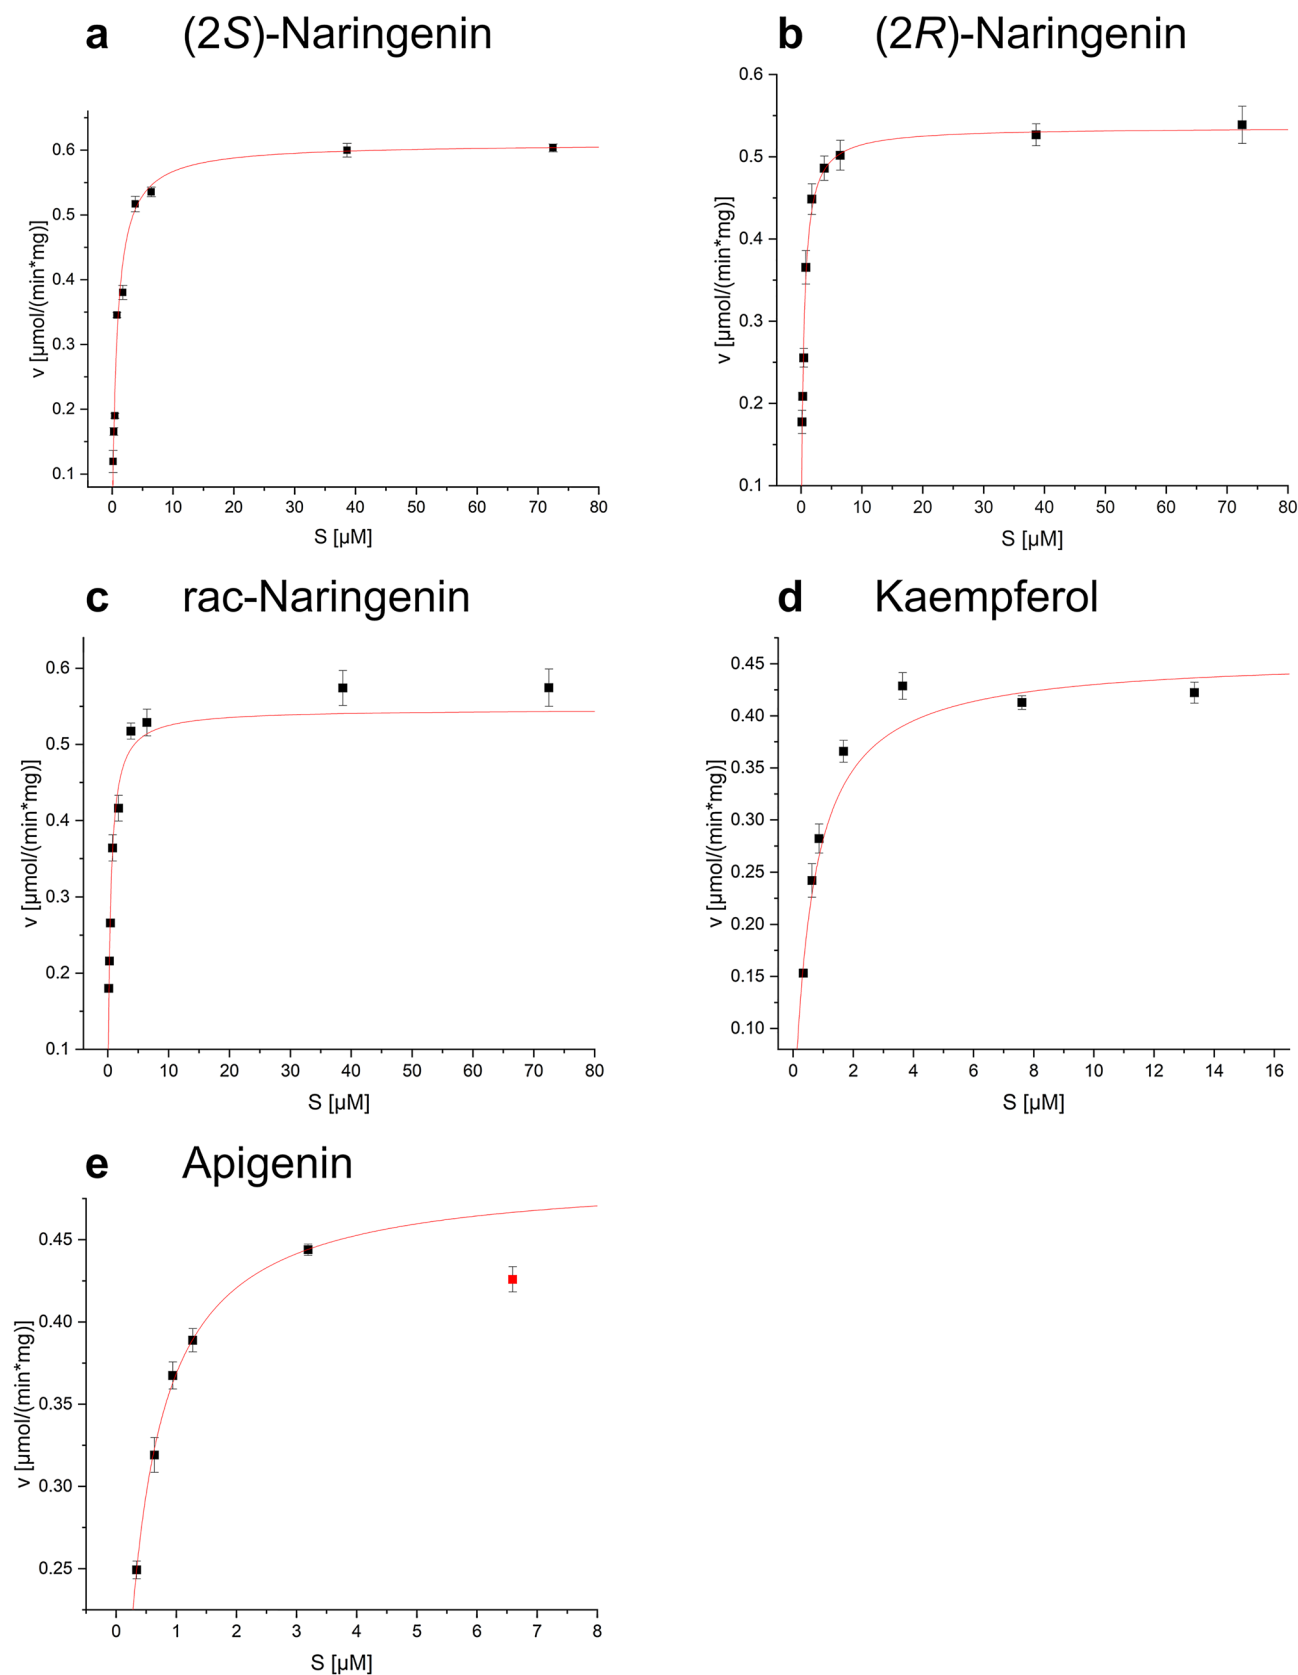 a (2S)-Naringenin
0.6
0.5
0.4
0.3
0.2
0.1
v [µmol/(min*mg)]
0 10 20 30 40 50 60 70 80
S [µM]
b (2R)-Naringenin
0.6
0.5
0.4
0.3
0.2
0.1
v [µmol/(min*mg)]
0 10 20 30 40 50 60 70 80
S [µM]
c rac-Naringenin
0.6
0.5
0.4
0.3
0.2
0.1
v [µmol/(min*mg)]
0 10 20 30 40 50 60 70 80
S [µM]
d Kaempferol
0.45
0.40
0.35
0.30
0.25
0.20
0.15
0.10
v [µmol/(min*mg)]
0 2 4 6 8 10 12 14 16
S [µM]
e Apigenin
0.45
0.40
0.35
0.30
0.25
v [µmol/(min*mg)]
0 1 2 3 4 5 6 7 8
S [µM]